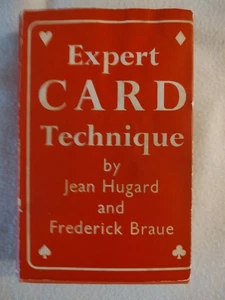 Expert
CARD
Technique
by
Jean Hugard
and
Frederick Braue